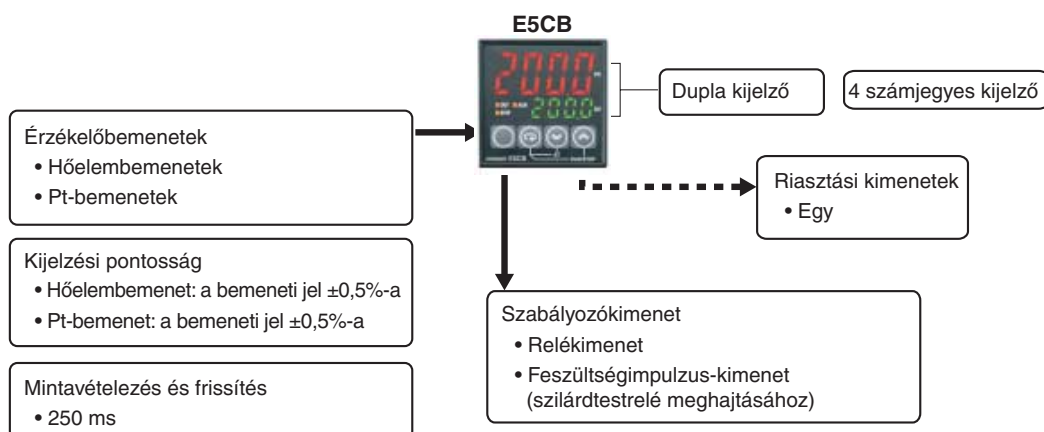 E5CB
2000
200.0
Dupla kijelző
4 számjegyes kijelző
Érzékelőbemenetek
• Hőelembemenetek
• Pt-bemenetek
Riasztási kimenetek
• Egy
Kijelzési pontosság
• Hőelembemenet: a bemeneti jel ±0,5%-a
• Pt-bemenet: a bemeneti jel ±0,5%-a
Szabályozókimenet
• Relékimenet
• Feszültségimpulzus-kimenet
(szilárdtestrelé meghajtásához)
Mintavételezés és frissítés
• 250 ms